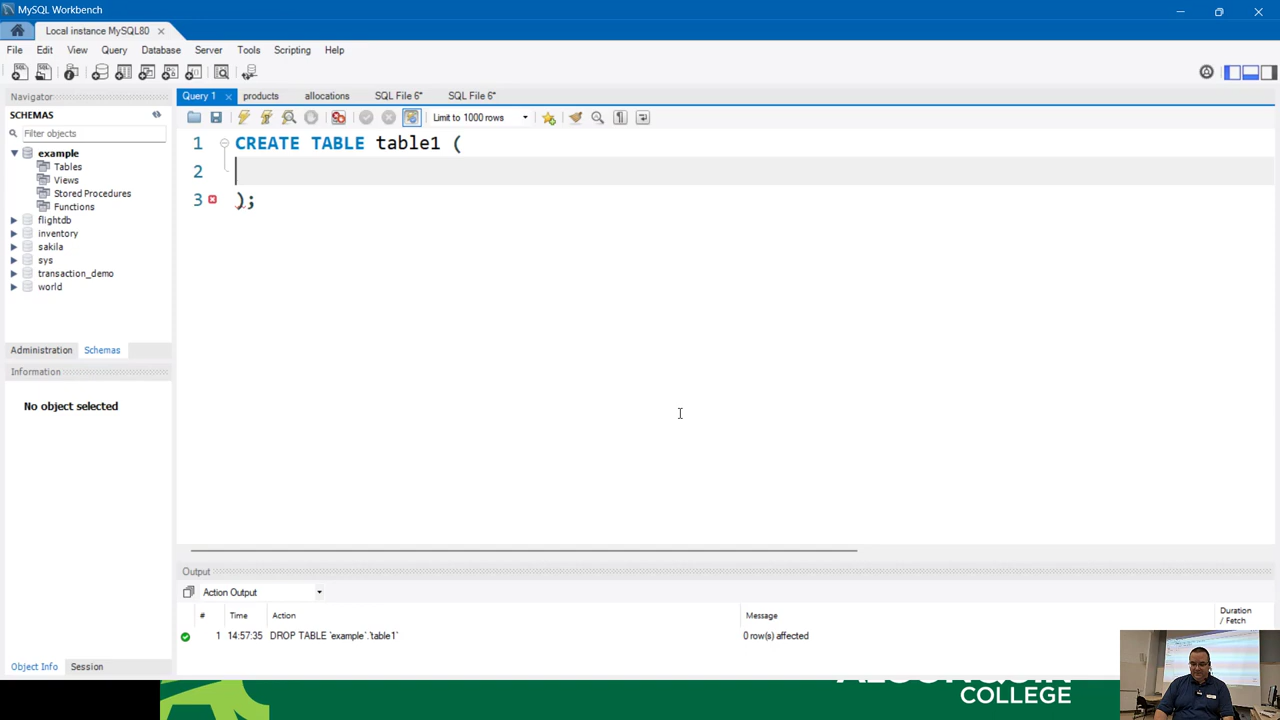 MySQL Workbench
Local instance MySQL80
File Edit View Query Database Server Tools Scripting Help
Navigator
SCHEMAS
Filter objects
example
Tables
Views
Stored Procedures
Functions
flightdb
inventory
sakila
sys
transaction_demo
world
Administration Schemas
Information
No object selected
Object Info Session
Query 1 products allocations SQL File 6* SQL File 6*
Limit to 1000 rows
1 CREATE TABLE table1 (
2
3 );
Output
Action Output
# Time Action Message Duration / Fetch
1 14:57:35 DROP TABLE `example`.`table1` 0 row(s) affected
COLLEGE